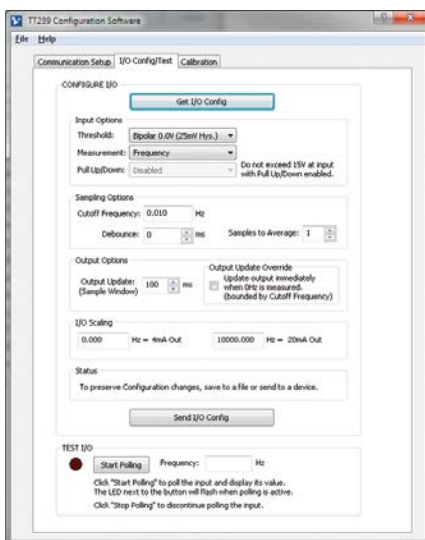 TT239 Configuration Software
File Help
Communication Setup I/O Config/Test Calibration
CONFIGURE I/O
Get I/O Config
Input Options
Threshold: Bipolar 0.0V (25mV Hys.)
Measurement: Frequency
Pull Up/Down: Disabled
Do not exceed 15V at input
with Pull Up/Down enabled.
Sampling Options
Cutoff Frequency: 0.010 Hz
Debounce: 0 ms Samples to Average: 1
Output Options
Output Update: 100 ms
(Sample Window)
Output Update Override
Update output immediately
when 0Hz is measured.
(bounded by Cutoff Frequency)
I/O Scaling
0.000 Hz = 4mA Out 10000.000 Hz = 20mA Out
Status
To preserve Configuration changes, save to a file or send to a device.
Send I/O Config
TEST I/O
Start Polling Frequency: Hz
Click "Start Polling" to poll the input and display its value.
The LED next to the button will flash when polling is active.
Click "Stop Polling" to discontinue polling the input.